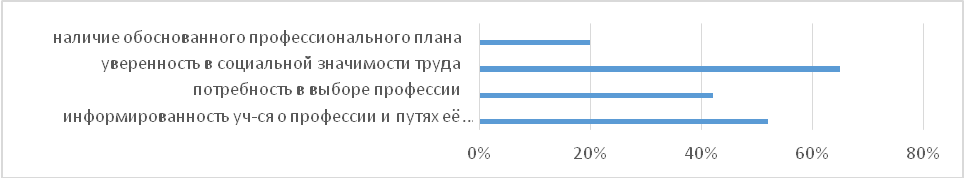 наличие обоснованного профессионального плана
уверенность в социальной значимости труда
потребность в выборе профессии
информированность уч-ся о профессии и путях её ...
0% 20% 40% 60% 80%